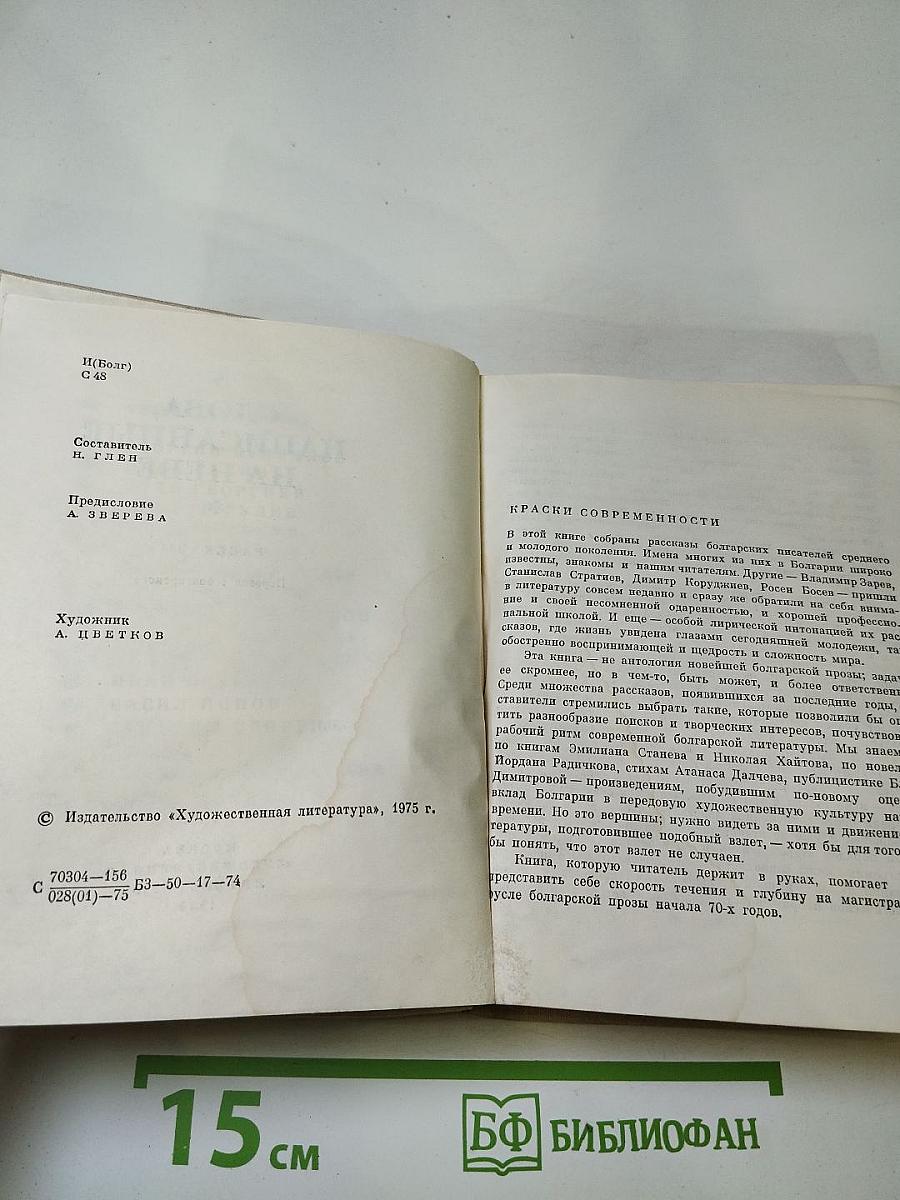 И(Болг)
С 48
Составитель
Н. ГЛЕН
Предисловие
А. ЗВЕРЕВА
Художник
А. ЦВЕТКОВ
© Издательство «Художественная литература», 1975 г.
С 70304—156
028(01)—75 БЗ—50—17—74
КРАСКИ СОВРЕМЕННОСТИ
В этой книге собраны рассказы болгарских писателей среднего
и молодого поколения. Имена многих из них в Болгарии широко
известны, знакомы и нашим читателям. Другие — Владимир Зарев,
Станислав Стратиев, Димитр Коруджиев, Росен Босев — пришли
в литературу совсем недавно и сразу же обратили на себя внима-
ние и своей несомненной одаренностью, и хорошей профессио-
нальной школой. И еще — особой лирической интонацией их рас-
сказов, где жизнь увидена глазами сегодняшней молодежи, та
обостренно воспринимающей и щедрость и сложность мира.
Эта книга — не антология новейшей болгарской прозы; задач
ее скромнее, но в чем-то, быть может, и более ответственн
Среди множества рассказов, появившихся за последние годы,
ставители стремились выбрать такие, которые позволили бы ощ
тить разнообразие поисков и творческих интересов, почувствов
рабочий ритм современной болгарской литературы. Мы знаем
по книгам Эмилиана Станева и Николая Хайтова, по новел
Йордана Радичкова, стихам Атанаса Далчева, публицистике Б.
Димитровой — произведениям, побудившим по-новому оце
вклад Болгарии в передовую художественную культуру на
времени. Но это вершины; нужно видеть за ними и движени
тературы, подготовившее подобный взлет, — хотя бы для того
бы понять, что этот взлет не случаен.
Книга, которую читатель держит в руках, помогает
представить себе скорость течения и глубину на магистра
русле болгарской прозы начала 70-х годов.
15 см
БФ БИБЛИОФАН